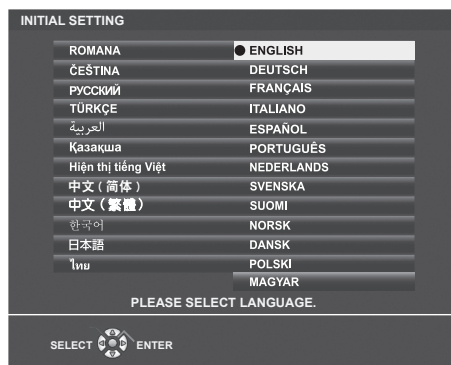 INITIAL SETTING
ROMANA
ČEŠTINA
РУССКИЙ
TÜRKÇE
العربية
Қазақша
Hiện thị tiếng Việt
中文 ( 简体 )
中文 ( 繁體 )
한국어
日本語
ไทย
ENGLISH
DEUTSCH
FRANÇAIS
ITALIANO
ESPAÑOL
PORTUGUÊS
NEDERLANDS
SVENSKA
SUOMI
NORSK
DANSK
POLSKI
MAGYAR
PLEASE SELECT LANGUAGE.
SELECT ENTER